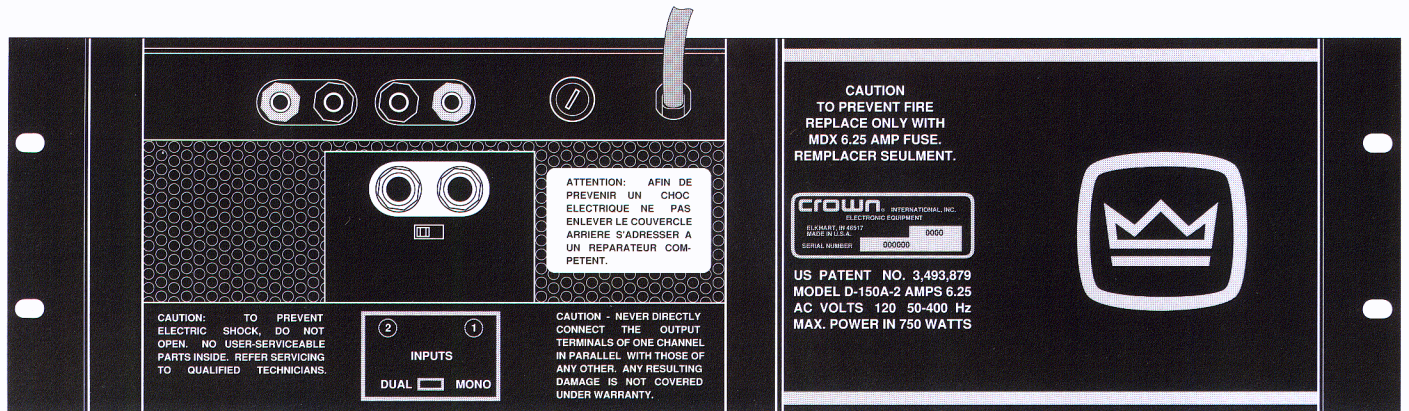 CAUTION
TO PREVENT FIRE
REPLACE ONLY WITH
MDX 6.25 AMP FUSE.
REMPLACER SEULMENT.
ATTENTION: AFIN DE
PREVENIR UN CHOC
ELECTRIQUE NE PAS
ENLEVER LE COUVERCLE
ARRIERE S'ADRESSER A
UN REPARATEUR COM-
PETENT.
crown® INTERNATIONAL, INC.
ELECTRONIC EQUIPMENT
ELKHART, IN 46517
MADE IN U.S.A.
0000
SERIAL NUMBER 000000
US PATENT NO. 3,493,879
MODEL D-150A-2 AMPS 6.25
AC VOLTS 120 50-400 Hz
MAX. POWER IN 750 WATTS
CAUTION: TO PREVENT
ELECTRIC SHOCK, DO NOT
OPEN. NO USER-SERVICEABLE
PARTS INSIDE. REFER SERVICING
TO QUALIFIED TECHNICIANS.
2 1
INPUTS
DUAL MONO
CAUTION - NEVER DIRECTLY
CONNECT THE OUTPUT
TERMINALS OF ONE CHANNEL
IN PARALLEL WITH THOSE OF
ANY OTHER. ANY RESULTING
DAMAGE IS NOT COVERED
UNDER WARRANTY.